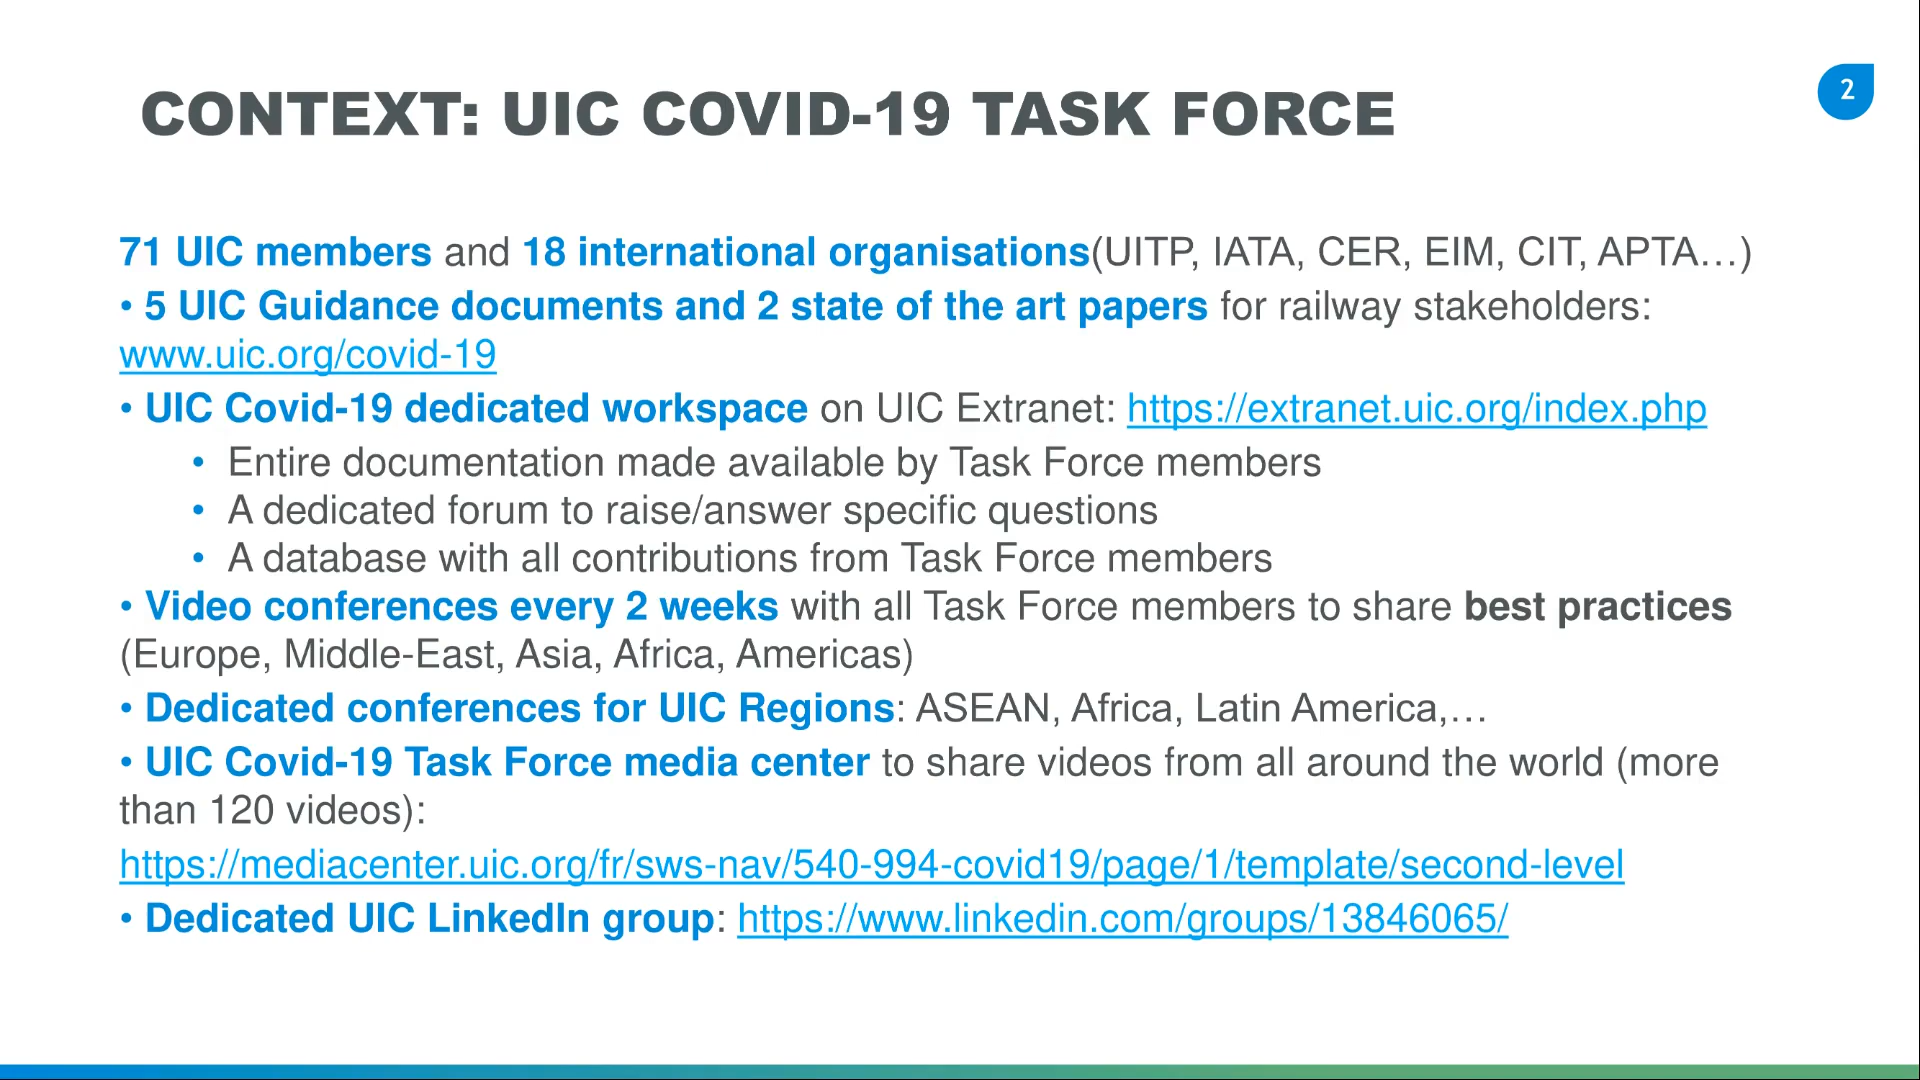 CONTEXT: UIC COVID-19 TASK FORCE
2
71 UIC members and 18 international organisations(UITP, IATA, CER, EIM, CIT, APTA…)
• 5 UIC Guidance documents and 2 state of the art papers for railway stakeholders:
www.uic.org/covid-19
• UIC Covid-19 dedicated workspace on UIC Extranet: https://extranet.uic.org/index.php
• Entire documentation made available by Task Force members
• A dedicated forum to raise/answer specific questions
• A database with all contributions from Task Force members
• Video conferences every 2 weeks with all Task Force members to share best practices
(Europe, Middle-East, Asia, Africa, Americas)
• Dedicated conferences for UIC Regions: ASEAN, Africa, Latin America,…
• UIC Covid-19 Task Force media center to share videos from all around the world (more
than 120 videos):
https://mediacenter.uic.org/fr/sws-nav/540-994-covid19/page/1/template/second-level
• Dedicated UIC LinkedIn group: https://www.linkedin.com/groups/13846065/